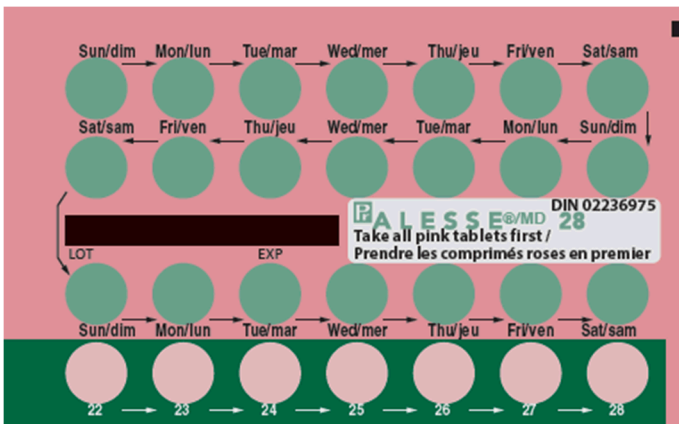 Sun/dim Mon/lun Tue/mar Wed/mer Thu/jeu Fri/ven Sat/sam
Sat/sam Fri/ven Thu/jeu Wed/mer Tue/mar Mon/lun Sun/dim
DIN 02236975
P ALESSE®/MD 28
Take all pink tablets first /
Prendre les comprimés roses en premier
LOT EXP
Sun/dim Mon/lun Tue/mar Wed/mer Thu/jeu Fri/ven Sat/sam
22 23 24 25 26 27 28